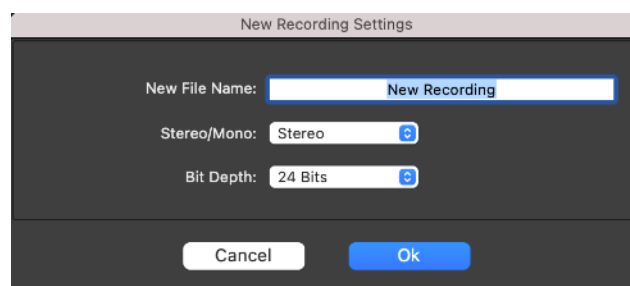 New Recording Settings
New File Name: New Recording
Stereo/Mono: Stereo
Bit Depth: 24 Bits
Cancel Ok